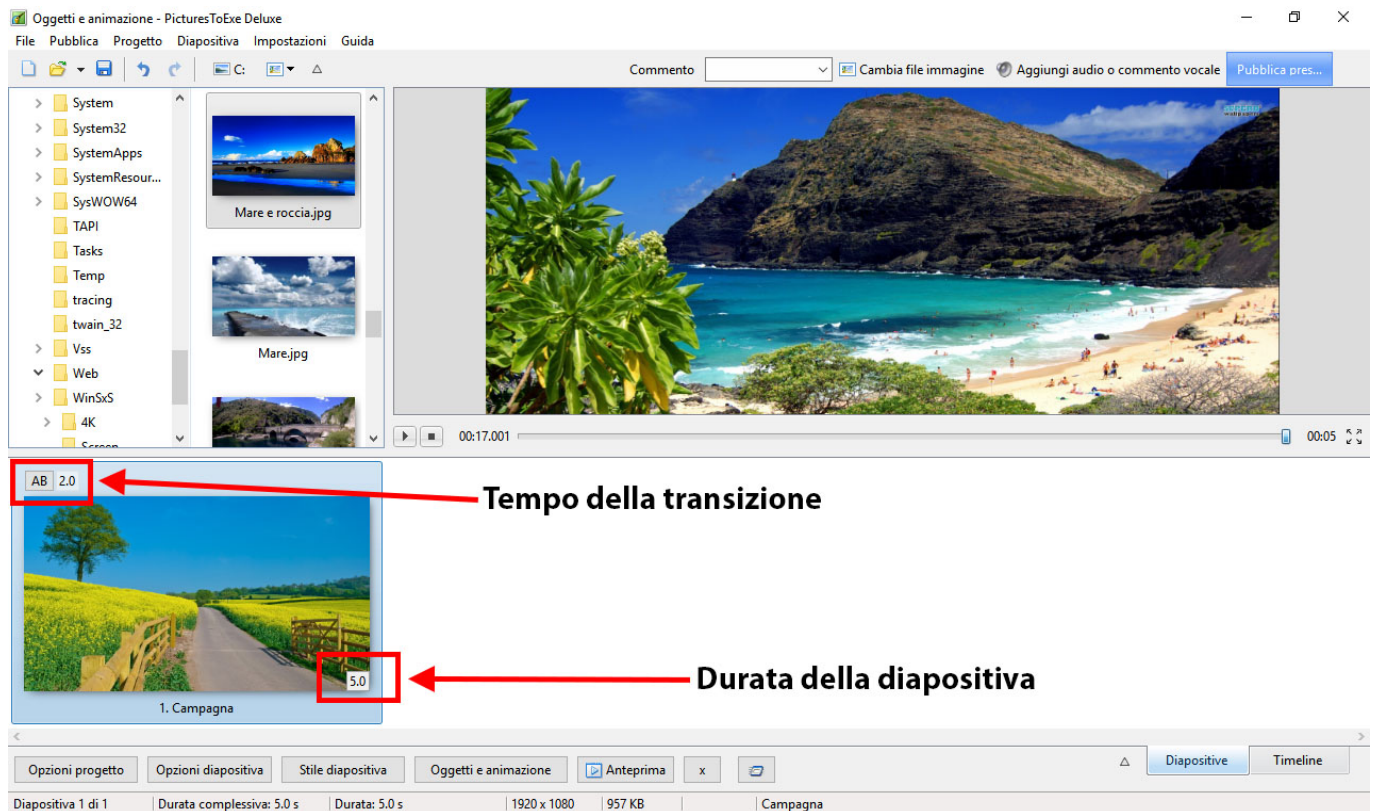 Oggetti e animazione - PicturesToExe Deluxe
File Pubblica Progetto Diapositiva Impostazioni Guida
C:
Commento
Cambia file immagine
Aggiungi audio o commento vocale
Pubblica pres...
System
System32
SystemApps
SystemResour...
SysWOW64
TAPI
Tasks
Temp
tracing
twain_32
Vss
Web
WinSxS
4K
Screen
Mare e roccia.jpg
Mare.jpg
00:17.001
00:05
AB 2.0
Tempo della transizione
5.0
Durata della diapositiva
1. Campagna
Opzioni progetto
Opzioni diapositiva
Stile diapositiva
Oggetti e animazione
Anteprima
x
Diapositive
Timeline
Diapositiva 1 di 1
Durata complessiva: 5.0 s
Durata: 5.0 s
1920 x 1080
957 KB
Campagna